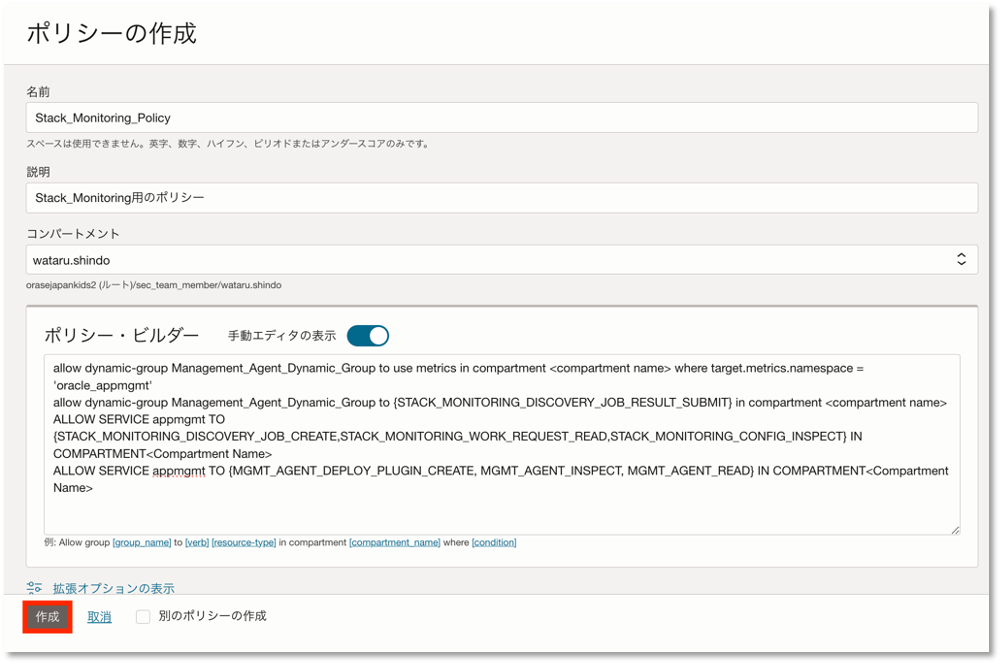 ポリシーの作成
名前
Stack_Monitoring_Policy
スペースは使用できません。英字、数字、ハイフン、ピリオドまたはアンダースコアのみです。
説明
Stack_Monitoring用のポリシー
コンパートメント
wataru.shindo
orasejapankids2 (ルート)/sec_team_member/wataru.shindo
ポリシー・ビルダー 手動エディタの表示
allow dynamic-group Management_Agent_Dynamic_Group to use metrics in compartment <compartment name> where target.metrics.namespace =
'oracle_appmgmt'
allow dynamic-group Management_Agent_Dynamic_Group to {STACK_MONITORING_DISCOVERY_JOB_RESULT_SUBMIT} in compartment <compartment name>
ALLOW SERVICE appmgmt TO
{STACK_MONITORING_DISCOVERY_JOB_CREATE,STACK_MONITORING_WORK_REQUEST_READ,STACK_MONITORING_CONFIG_INSPECT} IN
COMPARTMENT<Compartment Name>
ALLOW SERVICE appmgmt TO {MGMT_AGENT_DEPLOY_PLUGIN_CREATE, MGMT_AGENT_INSPECT, MGMT_AGENT_READ} IN COMPARTMENT<Compartment
Name>
例: Allow group [group_name] to [verb] [resource-type] in compartment [compartment_name] where [condition]
拡張オプションの表示
作成 取消 別のポリシーの作成